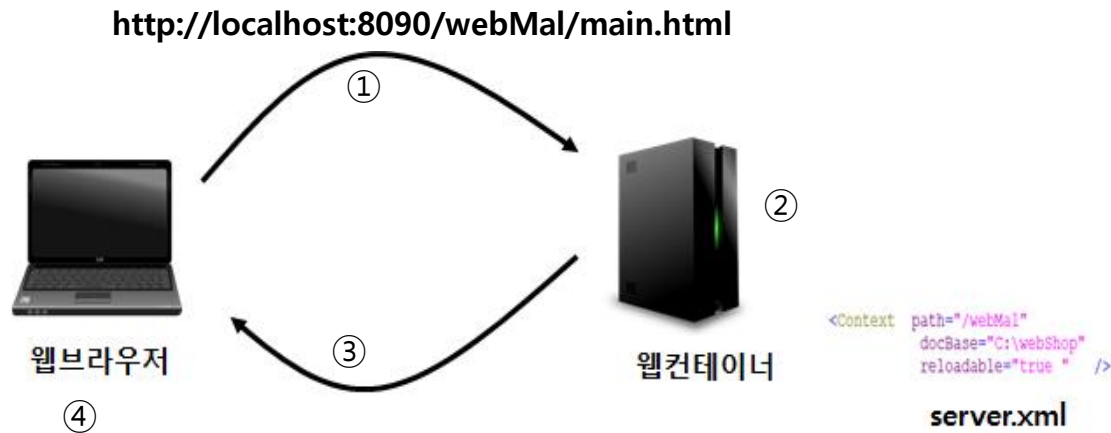 http://localhost:8090/webMal/main.html
①
②
③
웹브라우저
웹컨테이너
④
<Context path="/webMal"
docBase="C:\webShop"
reloadable="true " />
server.xml